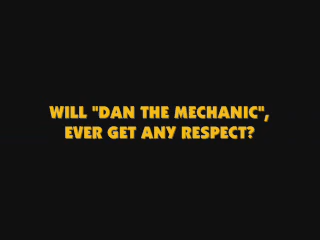 WILL "DAN THE MECHANIC",
EVER GET ANY RESPECT?